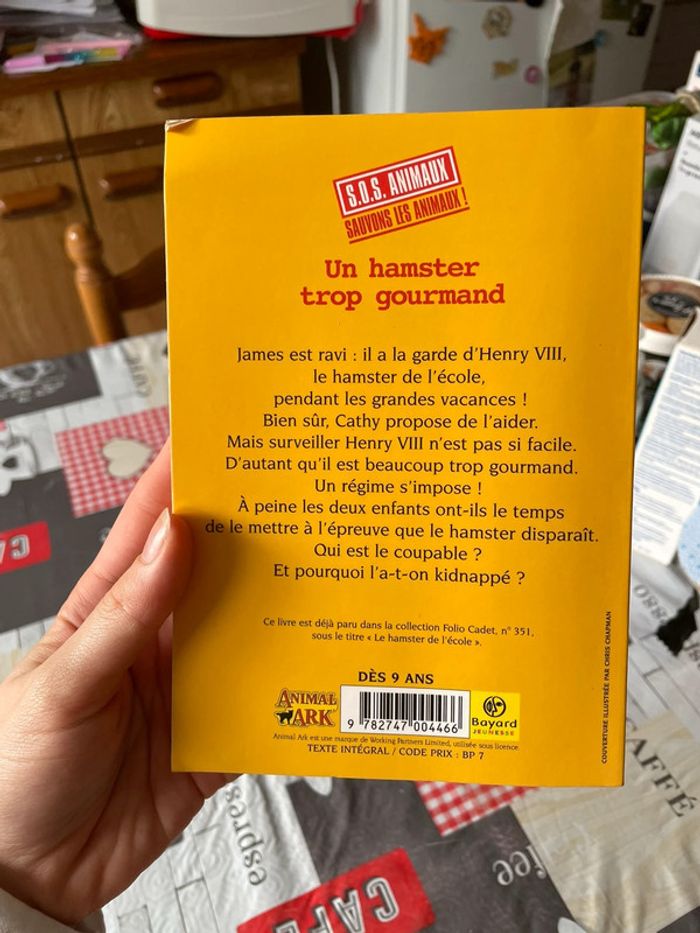 S.O.S. ANIMAUX
SAUVONS LES ANIMAUX !
Un hamster
trop gourmand
James est ravi : il a la garde d'Henry VIII,
le hamster de l'école,
pendant les grandes vacances !
Bien sûr, Cathy propose de l'aider.
Mais surveiller Henry VIII n'est pas si facile.
D'autant qu'il est beaucoup trop gourmand.
Un régime s'impose !
À peine les deux enfants ont-ils le temps
de le mettre à l'épreuve que le hamster disparaît.
Qui est le coupable ?
Et pourquoi l'a-t-on kidnappé ?
Ce livre est déjà paru dans la collection Folio Cadet, n° 351,
sous le titre « Le hamster de l'école ».
DÈS 9 ANS
ANIMAL
ARK
9 782747 004466
Bayard
JEUNESSE
Animal Ark est une marque de Working Partners Limited, utilisée sous licence
TEXTE INTÉGRAL / CODE PRIX : BP 7
COUVERTURE ILLUSTRÉE PAR CHRIS CHAPMAN
CAFÉ
CAFFÉ